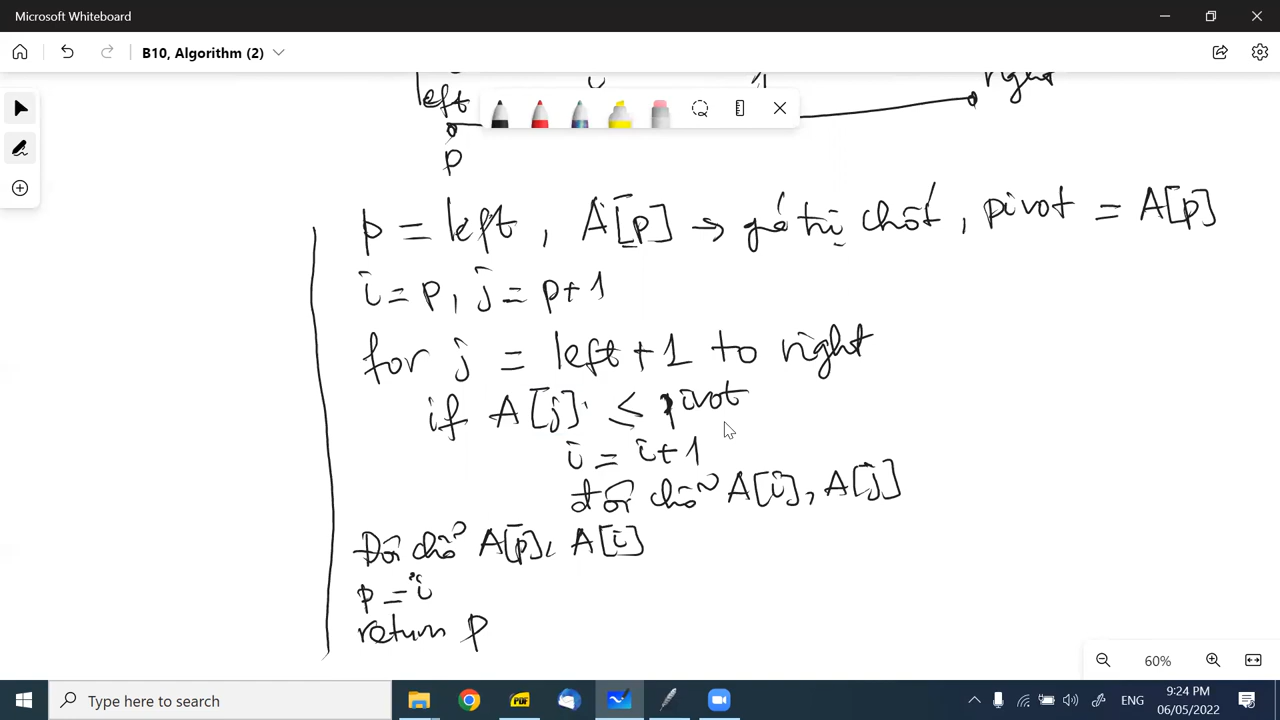 Microsoft Whiteboard
B10, Algorithm (2)
left
right
p
p = left, A[p] → giá trị chốt, pivot = A[p]
i = p, j = p+1
for j = left+1 to right
if A[j] ≤ pivot
i = i+1
đổi chỗ A[i], A[j]
Đổi chỗ A[p], A[i]
p = i
return p
60%
Type here to search
PDF
ENG
9:24 PM
06/05/2022